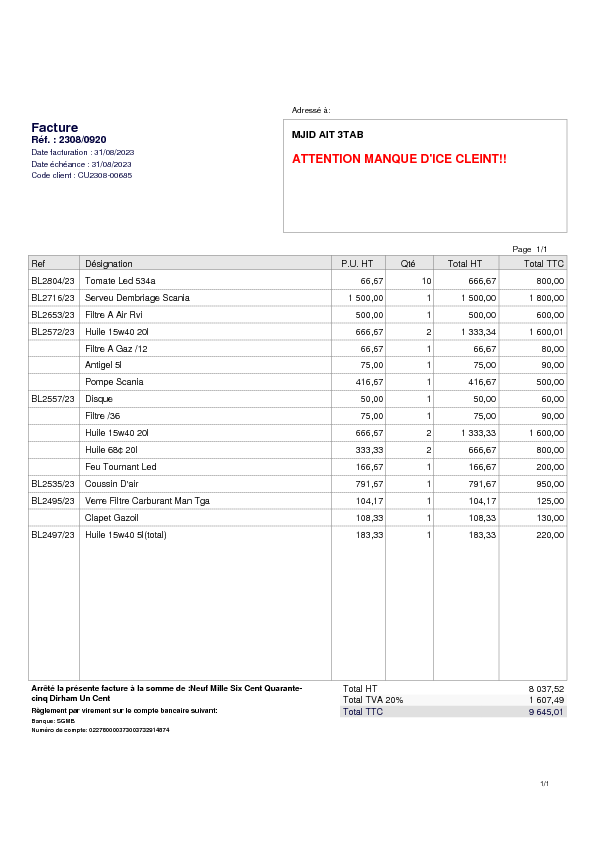 Adressé à:
Facture
Réf. : 2308/0920
Date facturation : 31/08/2023
Date échéance : 31/08/2023
Code client : CU2308-00685
MJID AIT 3TAB
ATTENTION MANQUE D'ICE CLEINT!!
Page 1/1
Ref Désignation P.U. HT Qté Total HT Total TTC
BL2804/23 Tomate Led 534a 66,67 10 666,67 800,00
BL2716/23 Serveu Dembriage Scania 1 500,00 1 1 500,00 1 800,00
BL2653/23 Filtre A Air Rvi 500,00 1 500,00 600,00
BL2572/23 Huile 15w40 20l 666,67 2 1 333,34 1 600,01
Filtre A Gaz /12 66,67 1 66,67 80,00
Antigel 5l 75,00 1 75,00 90,00
Pompe Scania 416,67 1 416,67 500,00
BL2557/23 Disque 50,00 1 50,00 60,00
Filtre /36 75,00 1 75,00 90,00
Huile 15w40 20l 666,67 2 1 333,33 1 600,00
Huile 68¢ 20l 333,33 2 666,67 800,00
Feu Tournant Led 166,67 1 166,67 200,00
BL2535/23 Coussin D'air 791,67 1 791,67 950,00
BL2495/23 Verre Filtre Carburant Man Tga 104,17 1 104,17 125,00
Clapet Gazoil 108,33 1 108,33 130,00
BL2497/23 Huile 15w40 5l(total) 183,33 1 183,33 220,00
Arrêté la présente facture à la somme de :Neuf Mille Six Cent Quarante-
cinq Dirham Un Cent
Règlement par virement sur le compte bancaire suivant:
Banque: SGMB
Numéro de compte:
Total HT 8 037,52
Total TVA 20% 1 607,49
Total TTC 9 645,01
1/1